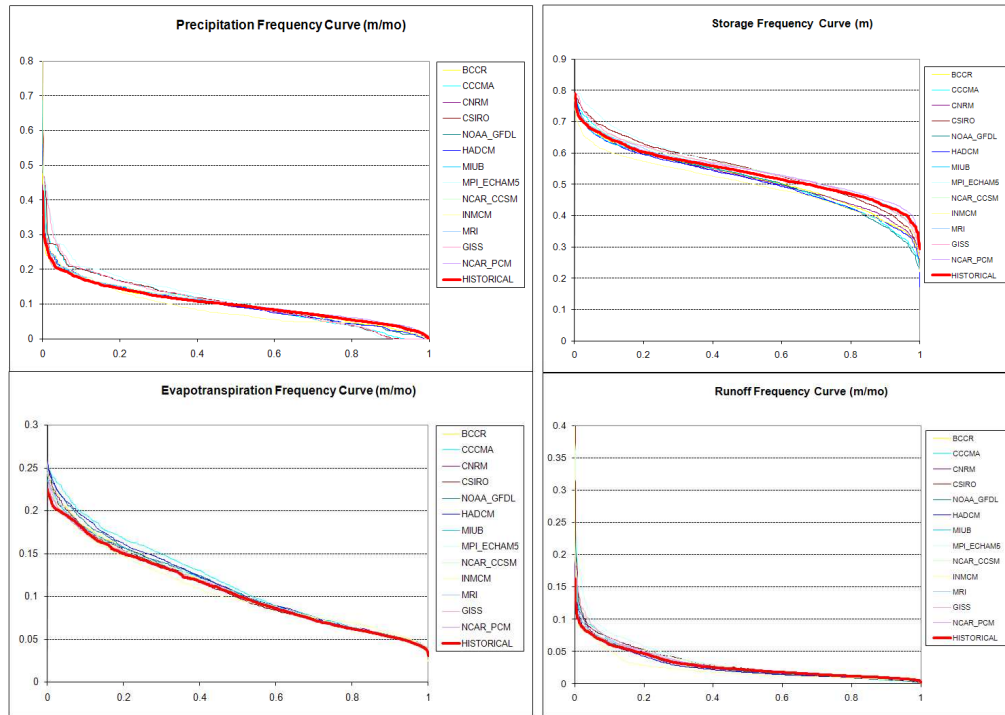 Precipitation Frequency Curve (m/mo)
0.8
0.7
0.6
0.5
0.4
0.3
0.2
0.1
0
0
0.2
0.4
0.6
0.8
1
BCCR
CCCMA
CNRM
CSIRO
NOAA_GFDL
HADCM
MIUB
MPI_ECHAM5
NCAR_CCSM
INMCM
MRI
GISS
NCAR_PCM
HISTORICAL
Storage Frequency Curve (m)
0.9
0.8
0.7
0.6
0.5
0.4
0.3
0.2
0.1
0
0
0.2
0.4
0.6
0.8
1
BCCR
CCCMA
CNRM
CSIRO
NOAA_GFDL
HADCM
MIUB
MPI_ECHAM5
NCAR_CCSM
INMCM
MRI
GISS
NCAR_PCM
HISTORICAL
Evapotranspiration Frequency Curve (m/mo)
0.3
0.25
0.2
0.15
0.1
0.05
0
0
0.2
0.4
0.6
0.8
1
BCCR
CCCMA
CNRM
CSIRO
NOAA_GFDL
HADCM
MIUB
MPI_ECHAM5
NCAR_CCSM
INMCM
MRI
GISS
NCAR_PCM
HISTORICAL
Runoff Frequency Curve (m/mo)
0.4
0.35
0.3
0.25
0.2
0.15
0.1
0.05
0
0
0.2
0.4
0.6
0.8
1
BCCR
CCCMA
CNRM
CSIRO
NOAA_GFDL
HADCM
MIUB
MPI_ECHAM5
NCAR_CCSM
INMCM
MRI
GISS
NCAR_PCM
HISTORICAL